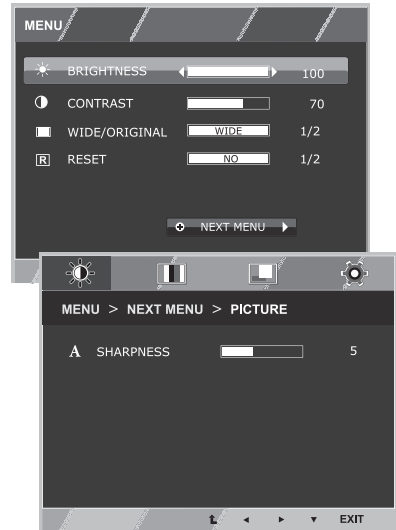 MENU
BRIGHTNESS 100
CONTRAST 70
WIDE/ORIGINAL WIDE 1/2
R RESET NO 1/2
NEXT MENU
MENU > NEXT MENU > PICTURE
A SHARPNESS 5
EXIT